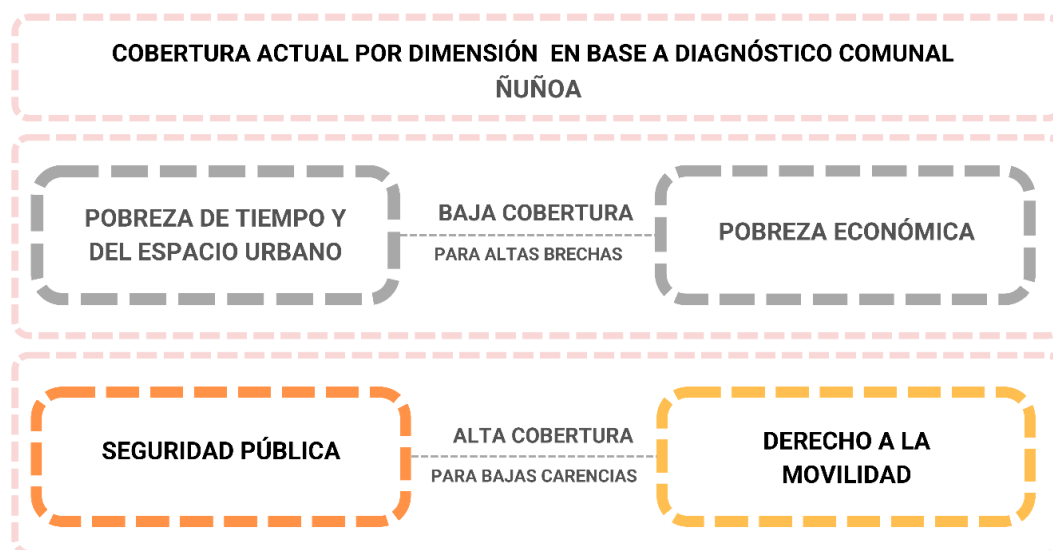 COBERTURA ACTUAL POR DIMENSIÓN EN BASE A DIAGNÓSTICO COMUNAL
ÑUÑOA
POBREZA DE TIEMPO Y
DEL ESPACIO URBANO
BAJA COBERTURA
PARA ALTAS BRECHAS
POBREZA ECONÓMICA
SEGURIDAD PÚBLICA
ALTA COBERTURA
PARA BAJAS CARENCIAS
DERECHO A LA
MOVILIDAD